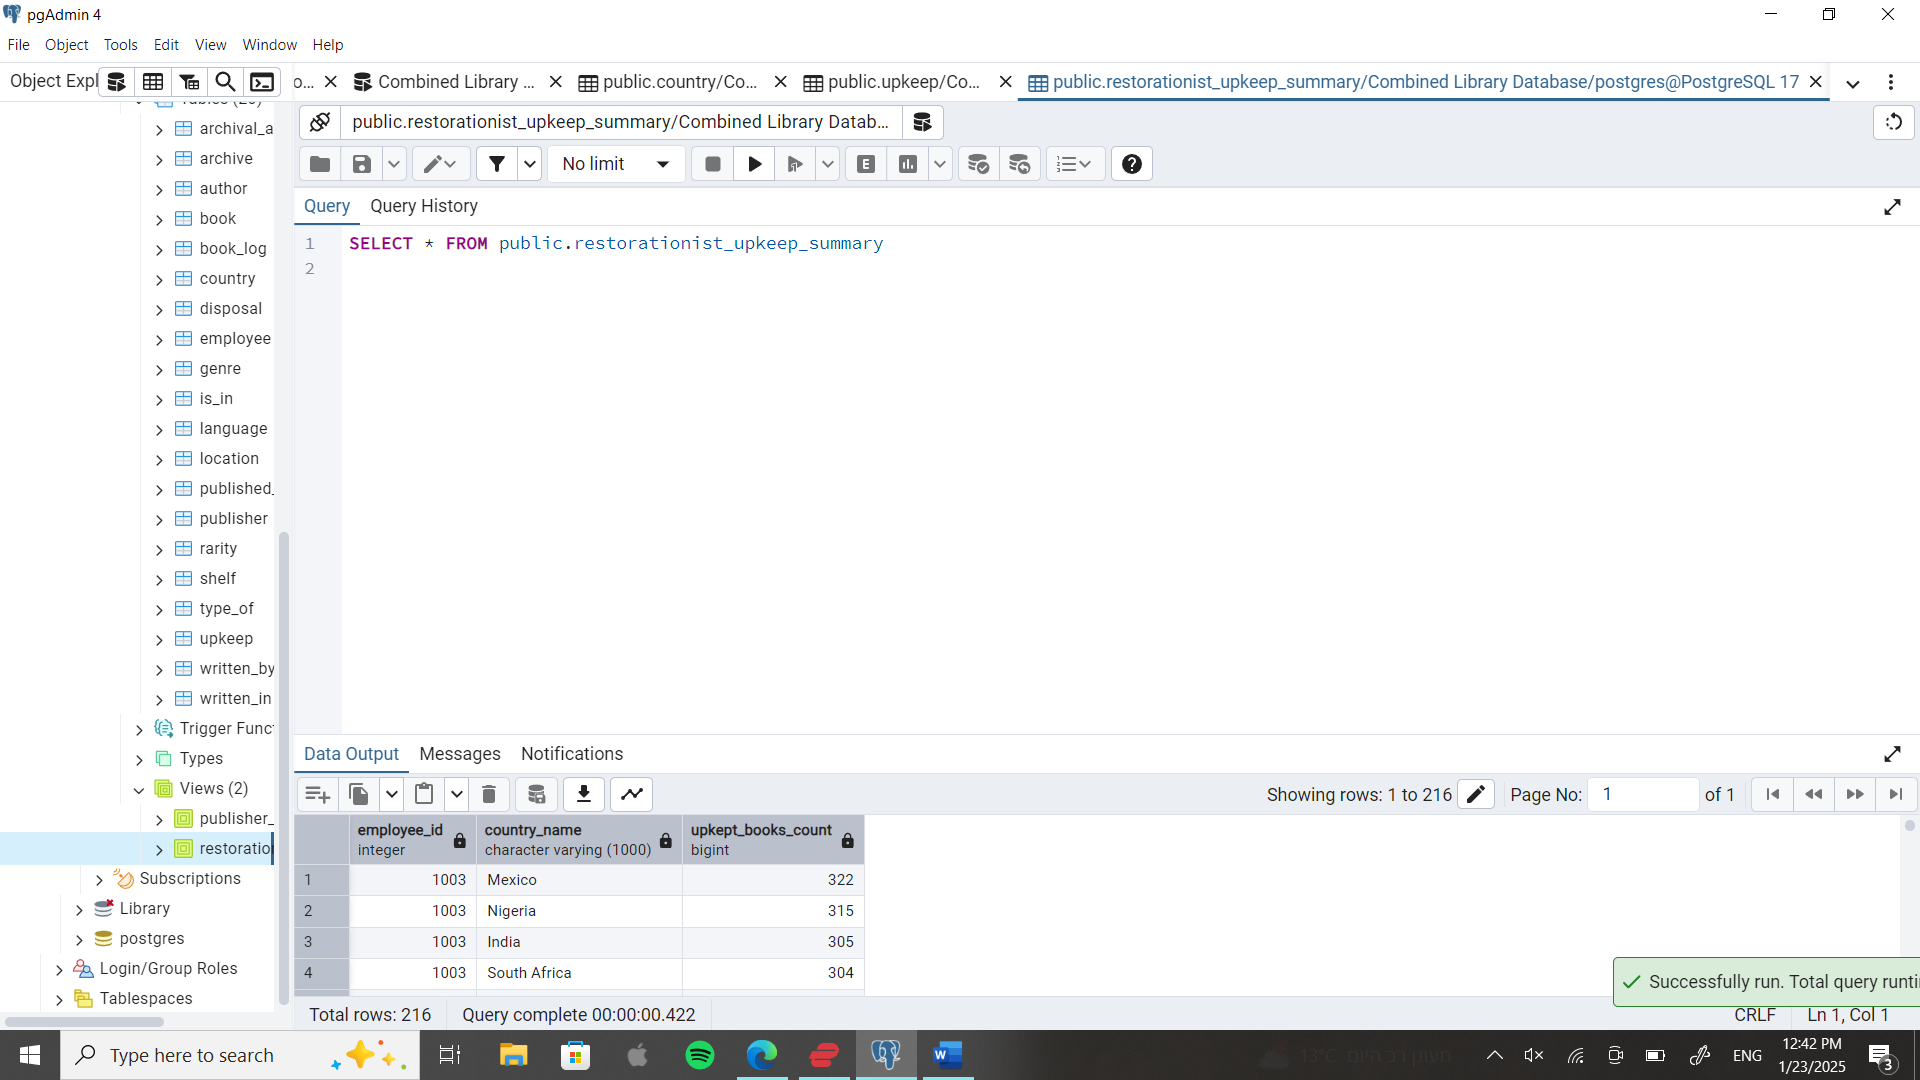 pgAdmin 4
File Object Tools Edit View Window Help
Object Expl
o... Combined Library ... public.country/Co... public.upkeep/Co... public.restorationist_upkeep_summary/Combined Library Database/postgres@PostgreSQL 17
public.restorationist_upkeep_summary/Combined Library Datab...
No limit
E
Query Query History
1 SELECT * FROM public.restorationist_upkeep_summary
2
archival_a
archive
author
book
book_log
country
disposal
employee
genre
is_in
language
location
published_
publisher
rarity
shelf
type_of
upkeep
written_by
written_in
Trigger Func
Types
Views (2)
publisher_
restoratio
Subscriptions
Library
postgres
Login/Group Roles
Tablespaces
Data Output Messages Notifications
Showing rows: 1 to 216 Page No: 1 of 1
employee_id integer
country_name character varying (1000)
upkept_books_count bigint
1 1003 Mexico 322
2 1003 Nigeria 315
3 1003 India 305
4 1003 South Africa 304
Successfully run. Total query runti
Total rows: 216 Query complete 00:00:00.422 CRLF Ln 1, Col 1
Type here to search
13°C
ENG
12:42 PM
1/23/2025
3